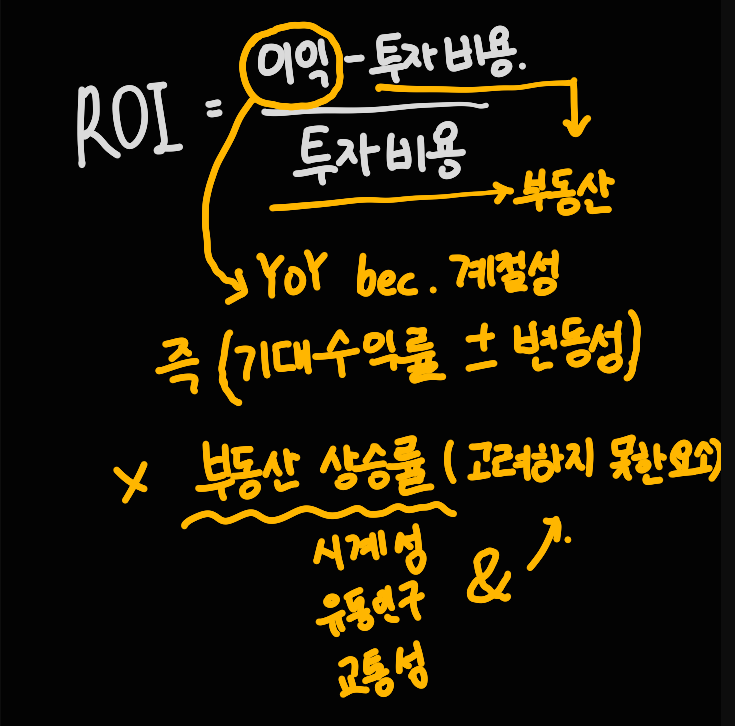 ROI = 이익 - 투자비용.
투자비용
부동산
YoY bec. 계절성
즉 (기대수익률 ± 변동성)
× 부동산 상승률 (고려하지 못한요소)
시계성
유동인구
교통성
&